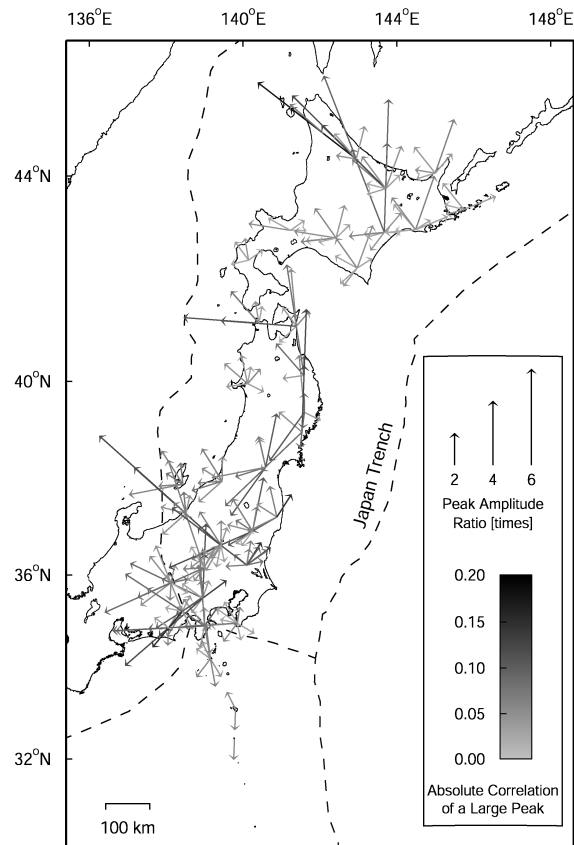 136°E 140°E 144°E 148°E
44°N
40°N
Japan Trench
2 4 6
Peak Amplitude
Ratio [times]
36°N
0.20
0.15
0.10
0.05
0.00
32°N
Absolute Correlation
of a Large Peak
100 km